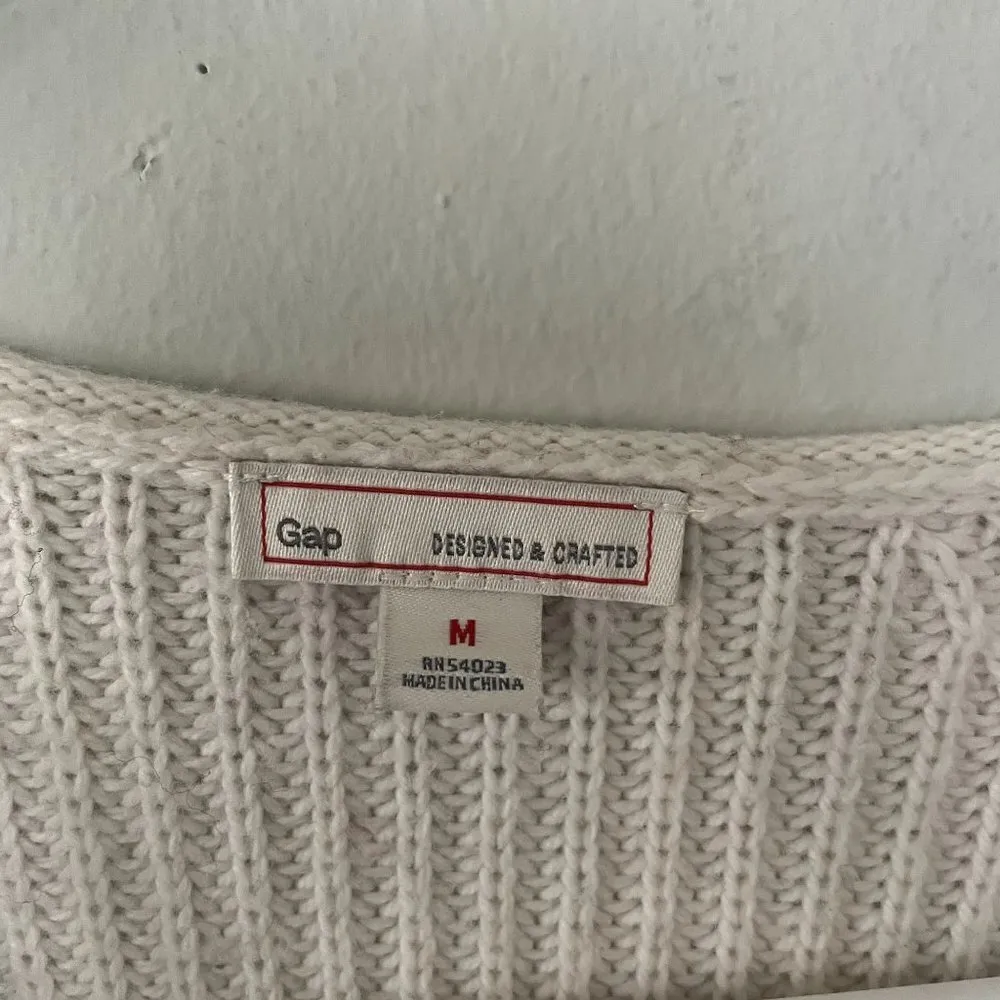 Gap DESIGNED & CRAFTED
M
RN54023
MADE IN CHINA